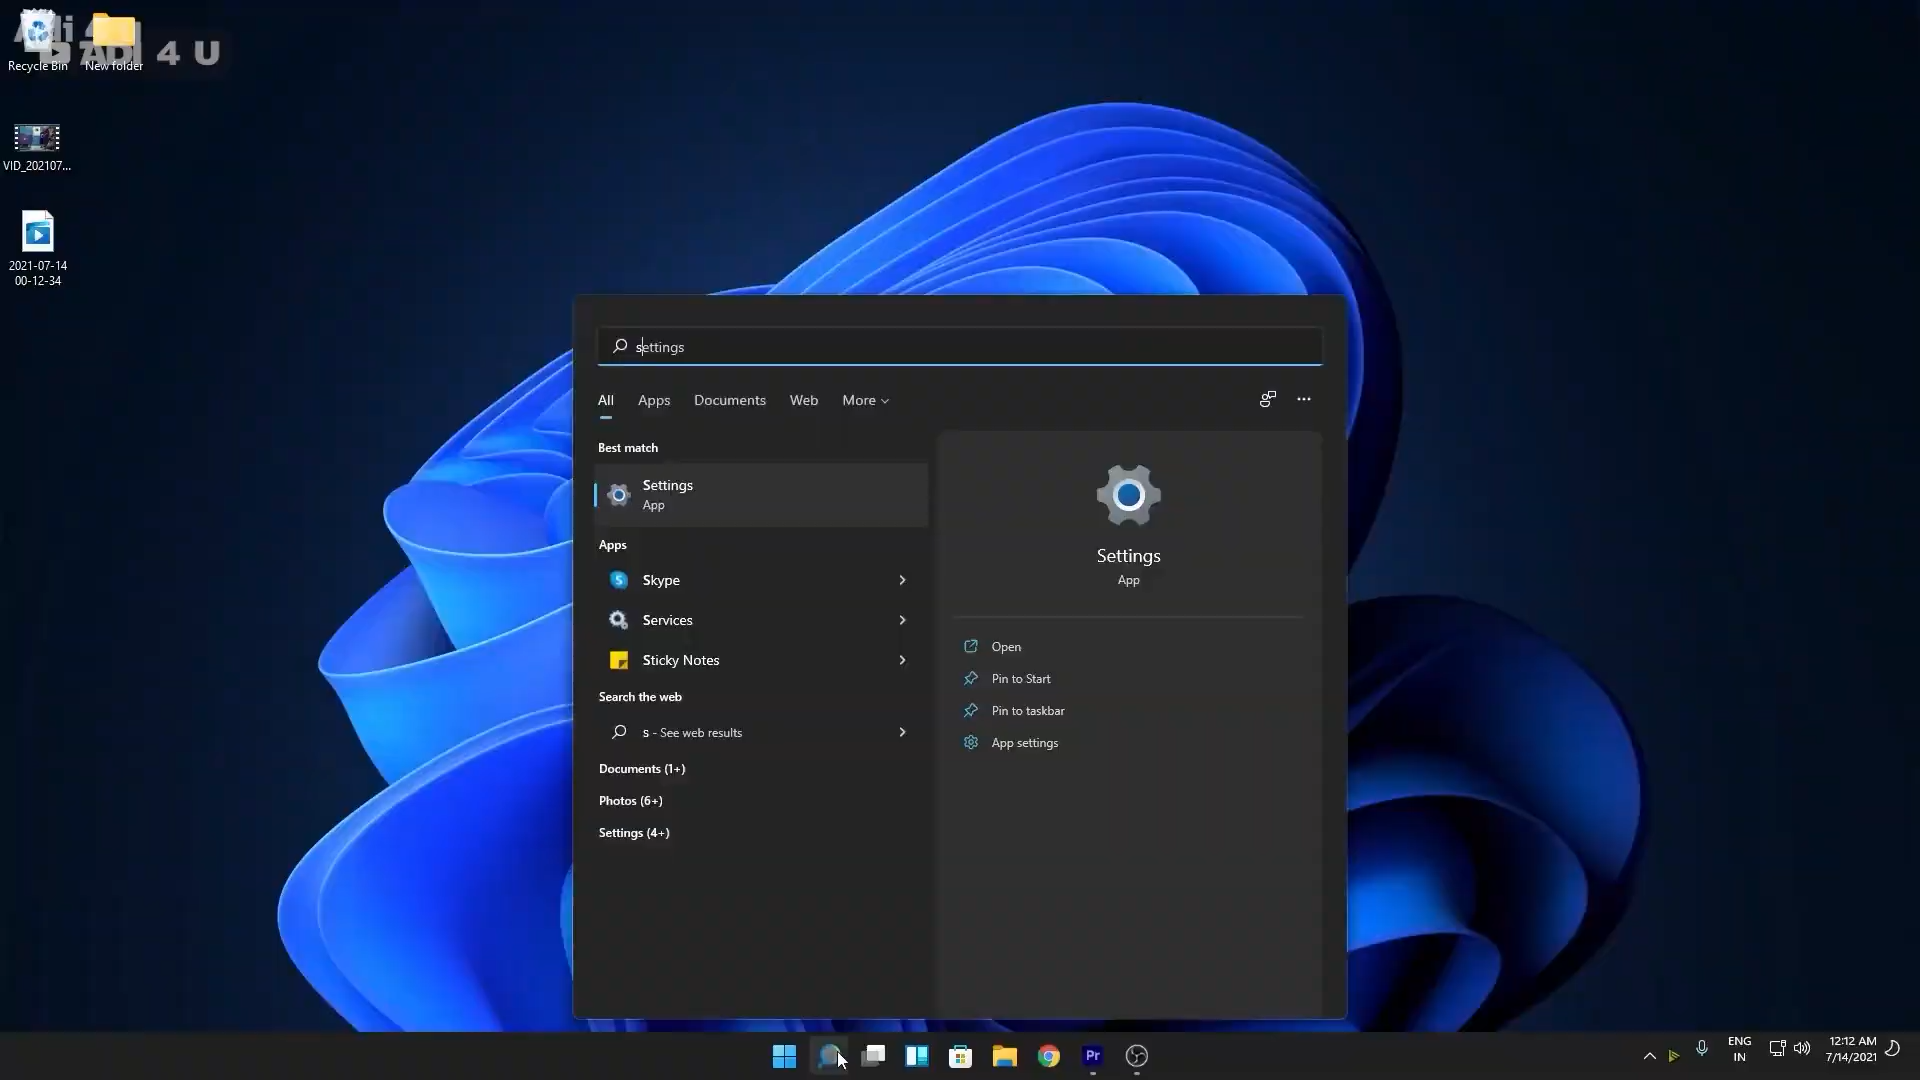 Adi 4 U
ADI 4 U
Recycle Bin
New folder
VID_202107...
2021-07-14
00-12-34
settings
All
Apps
Documents
Web
More
Best match
Settings
App
Apps
Skype
Services
Sticky Notes
Search the web
s - See web results
Documents (1+)
Photos (6+)
Settings (4+)
Settings
App
Open
Pin to Start
Pin to taskbar
App settings
Pr
ENG
IN
12:12 AM
7/14/2021